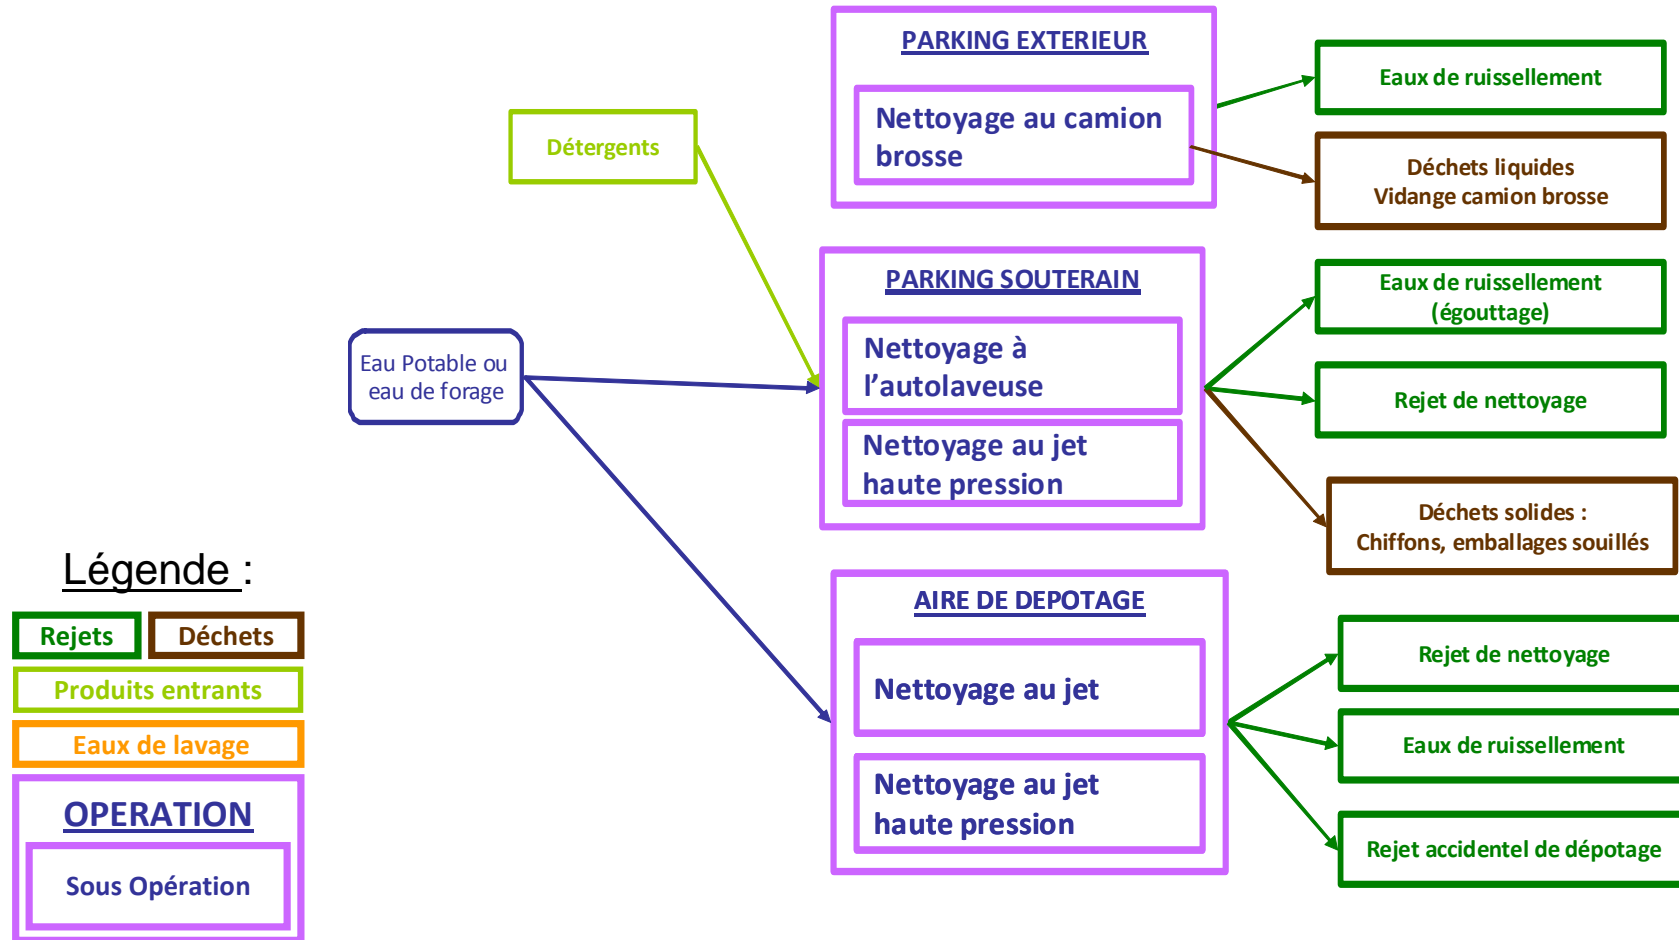 PARKING EXTERIEUR
Nettoyage au camion
brosse
Eaux de ruissellement
Déchets liquides
Vidange camion brosse
Détergents
PARKING SOUTERAIN
Nettoyage à
l’autolaveuse
Nettoyage au jet
haute pression
Eaux de ruissellement
(égouttage)
Rejet de nettoyage
Déchets solides :
Chiffons, emballages souillés
Eau Potable ou
eau de forage
AIRE DE DEPOTAGE
Nettoyage au jet
Nettoyage au jet
haute pression
Rejet de nettoyage
Eaux de ruissellement
Rejet accidentel de dépotage
Légende :
Rejets
Déchets
Produits entrants
Eaux de lavage
OPERATION
Sous Opération